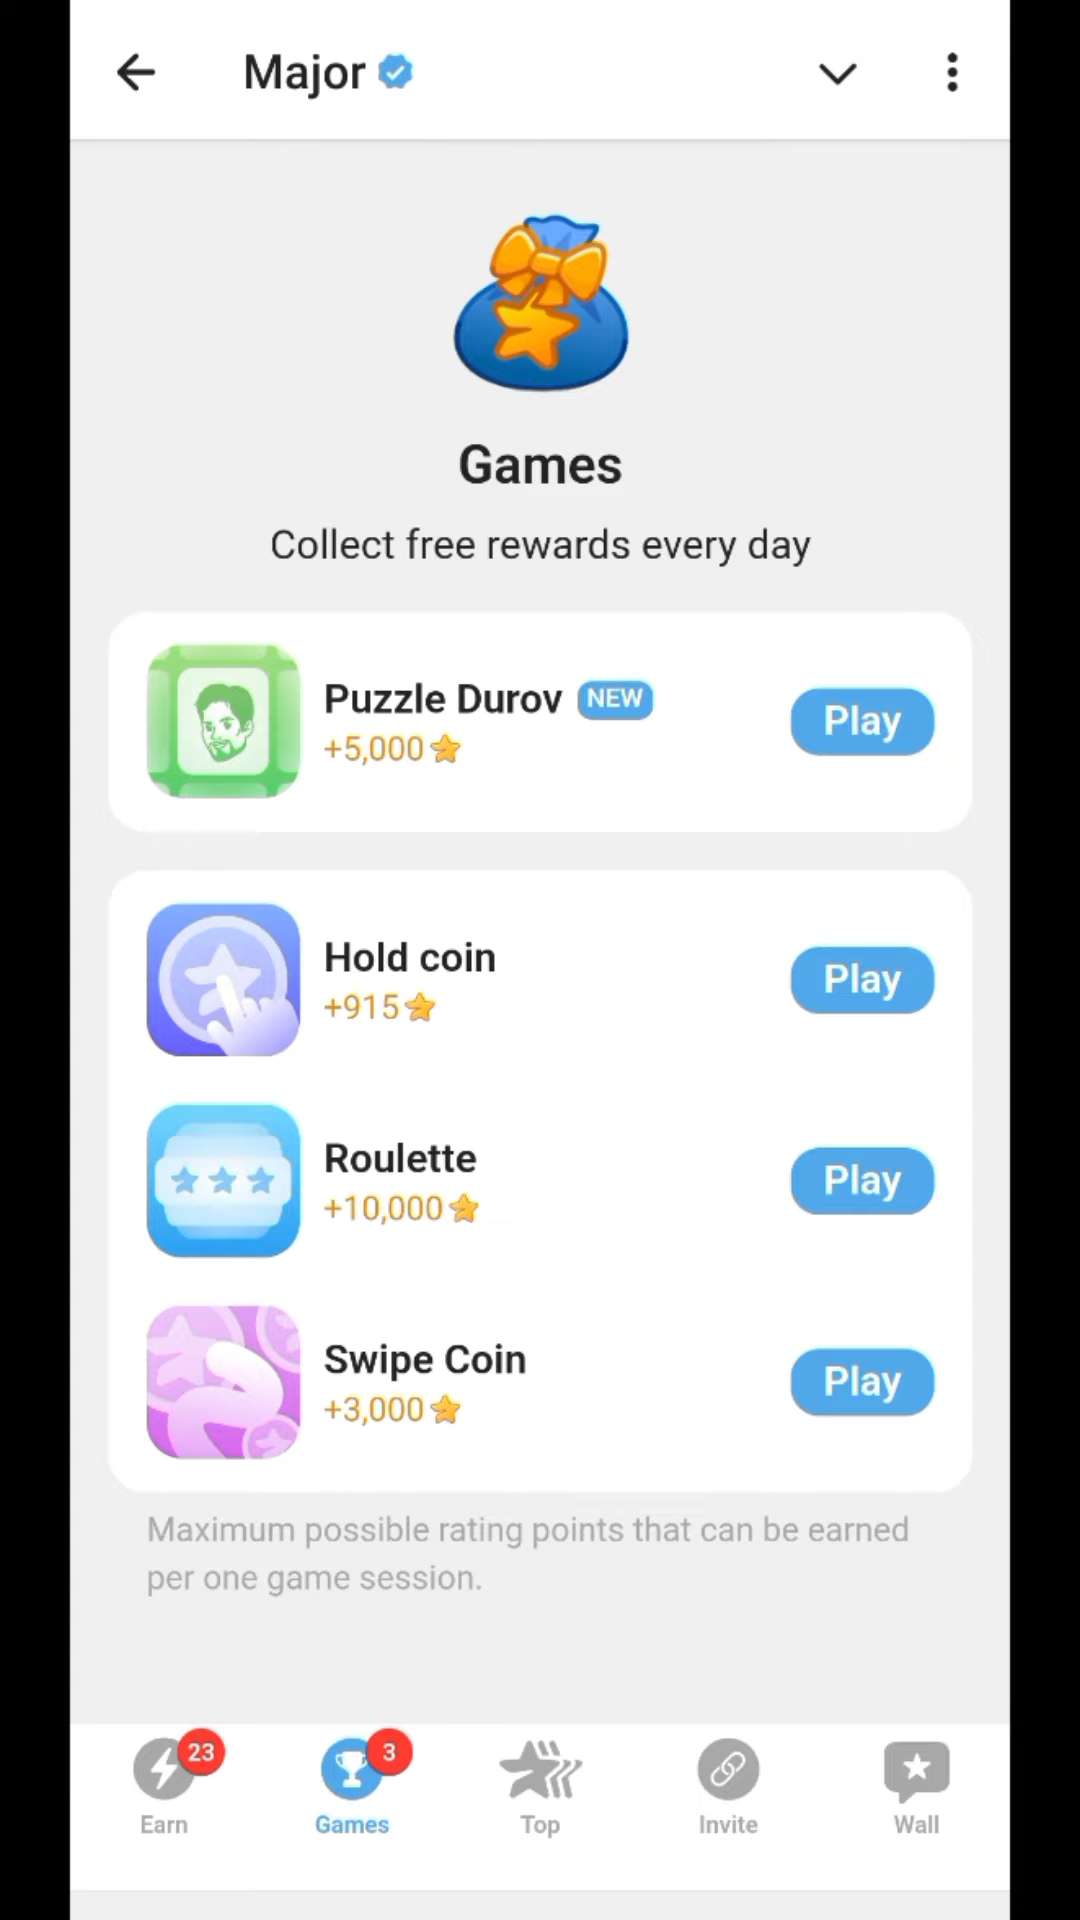 Major
Games
Collect free rewards every day
Puzzle Durov NEW
+5,000
Play
Hold coin
+915
Play
Roulette
+10,000
Play
Swipe Coin
+3,000
Play
Maximum possible rating points that can be earned
per one game session.
23
3
Earn
Games
Top
Invite
Wall